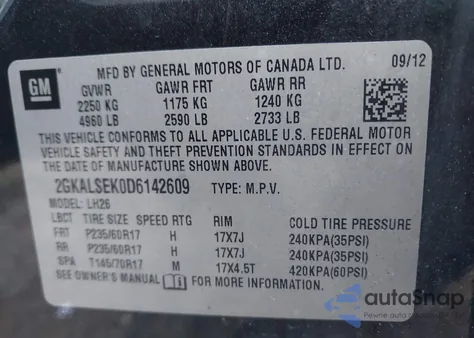 GM
MFD BY GENERAL MOTORS OF CANADA LTD. 09/12
GVWR GAWR FRT GAWR RR
2250 KG 1175 KG 1240 KG
4960 LB 2590 LB 2733 LB
THIS VEHICLE CONFORMS TO ALL APPLICABLE U.S. FEDERAL MOTOR
VEHICLE SAFETY AND THEFT PREVENTION STANDARDS IN EFFECT ON
THE DATE OF MANUFACTURE SHOWN ABOVE.
2GKALSEK0D6142609 TYPE: M.P.V.
MODEL: LH26
LBCT TIRE SIZE SPEED RTG RIM COLD TIRE PRESSURE
FRT P235/60R17 H 17X7J 240KPA(35PSI)
RR P235/60R17 H 17X7J 240KPA(35PSI)
SPA T145/70R17 M 17X4.5T 420KPA(60PSI)
SEE OWNER'S MANUAL FOR MORE INFORMATION
autoSnap
Pewne auto